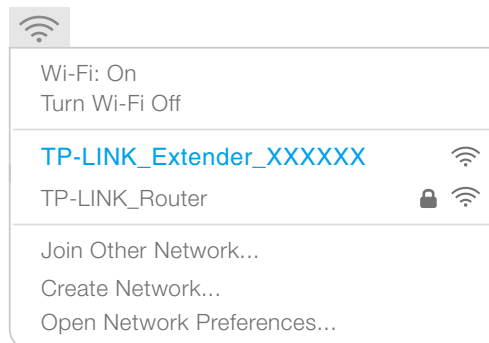 Wi-Fi: On
Turn Wi-Fi Off
TP-LINK_Extender_XXXXXX
TP-LINK_Router
Join Other Network...
Create Network...
Open Network Preferences...